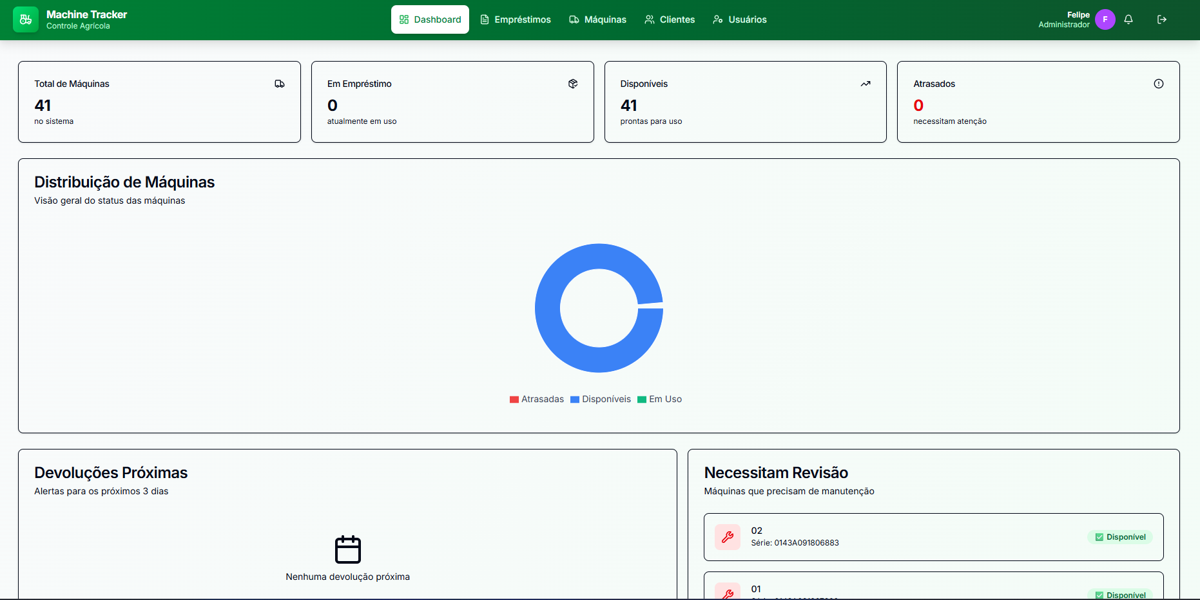 Machine Tracker
Controle Agrícola
Dashboard
Empréstimos
Máquinas
Clientes
Usuários
Felipe
Administrador
F
Total de Máquinas
41
no sistema
Em Empréstimo
0
atualmente em uso
Disponíveis
41
prontas para uso
Atrasados
0
necessitam atenção
Distribuição de Máquinas
Visão geral do status das máquinas
Atrasadas Disponíveis Em Uso
Devoluções Próximas
Alertas para os próximos 3 dias
Nenhuma devolução próxima
Necessitam Revisão
Máquinas que precisam de manutenção
02
Série: 0143A091806883
Disponível
01
Disponível